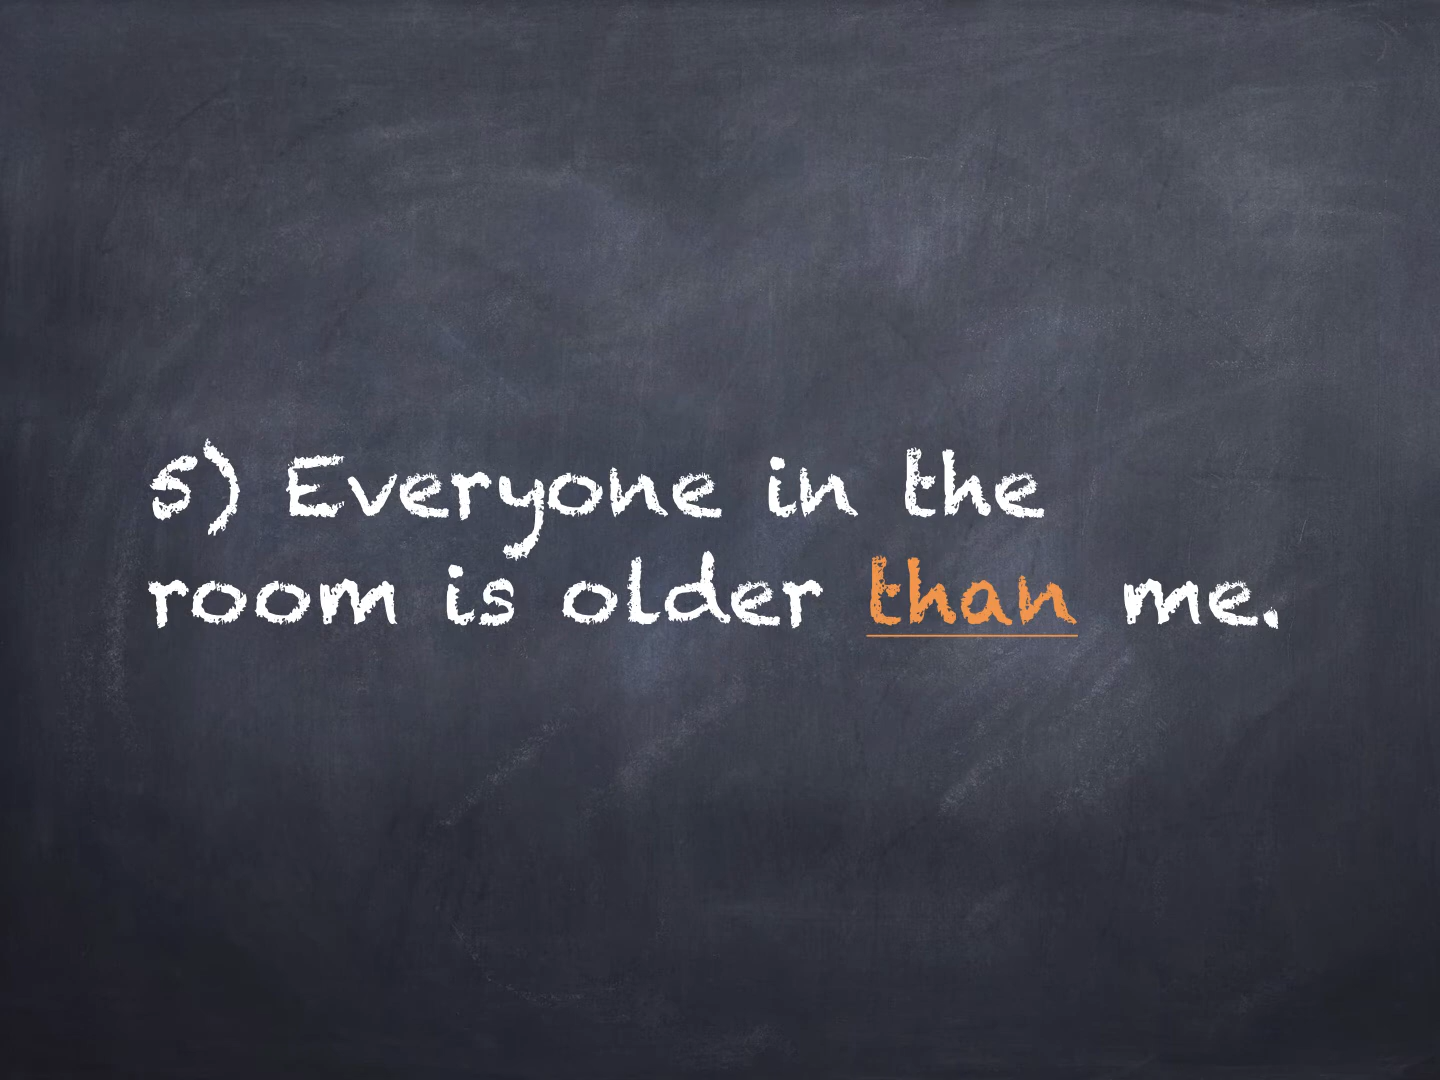 5) Everyone in the
room is older than me.